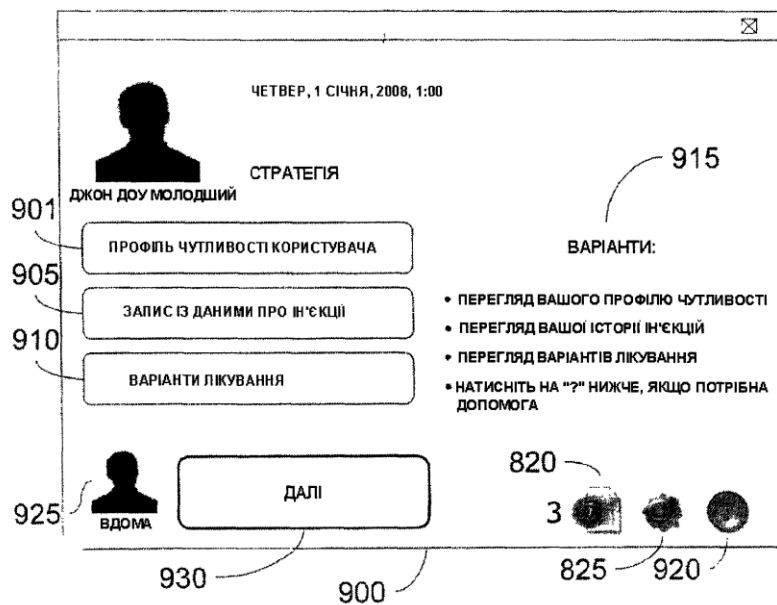 ЧЕТВЕР, 1 СІЧНЯ, 2008, 1:00
915
СТРАТЕГІЯ
ДЖОН ДОУ МОЛОДШИЙ
901
ПРОФІЛЬ ЧУТЛИВОСТІ КОРИСТУВАЧА
ВАРІАНТИ:
905
ЗАПИС ІЗ ДАНИМИ ПРО ІН'ЄКЦІЇ
• ПЕРЕГЛЯД ВАШОГО ПРОФІЛЮ ЧУТЛИВОСТІ
• ПЕРЕГЛЯД ВАШОЇ ІСТОРІЇ ІН'ЄКЦІЙ
910
ВАРІАНТИ ЛІКУВАННЯ
• ПЕРЕГЛЯД ВАРІАНТІВ ЛІКУВАННЯ
• НАТИСНІТЬ НА "?" НИЖЧЕ, ЯКЩО ПОТРІБНА
ДОПОМОГА
820
925
ВДОМА
ДАЛІ
3
930
900
825
920